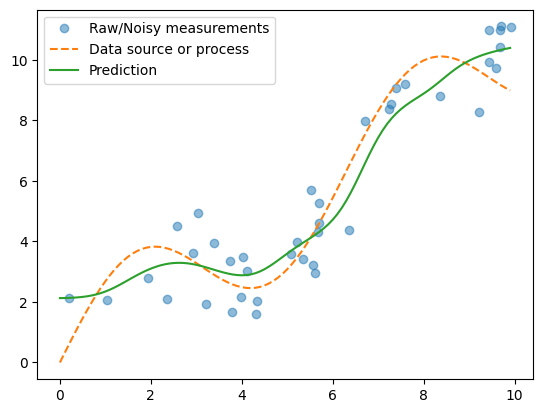 Raw/Noisy measurements
Data source or process
Prediction
10
8
6
4
2
0
0 2 4 6 8 10